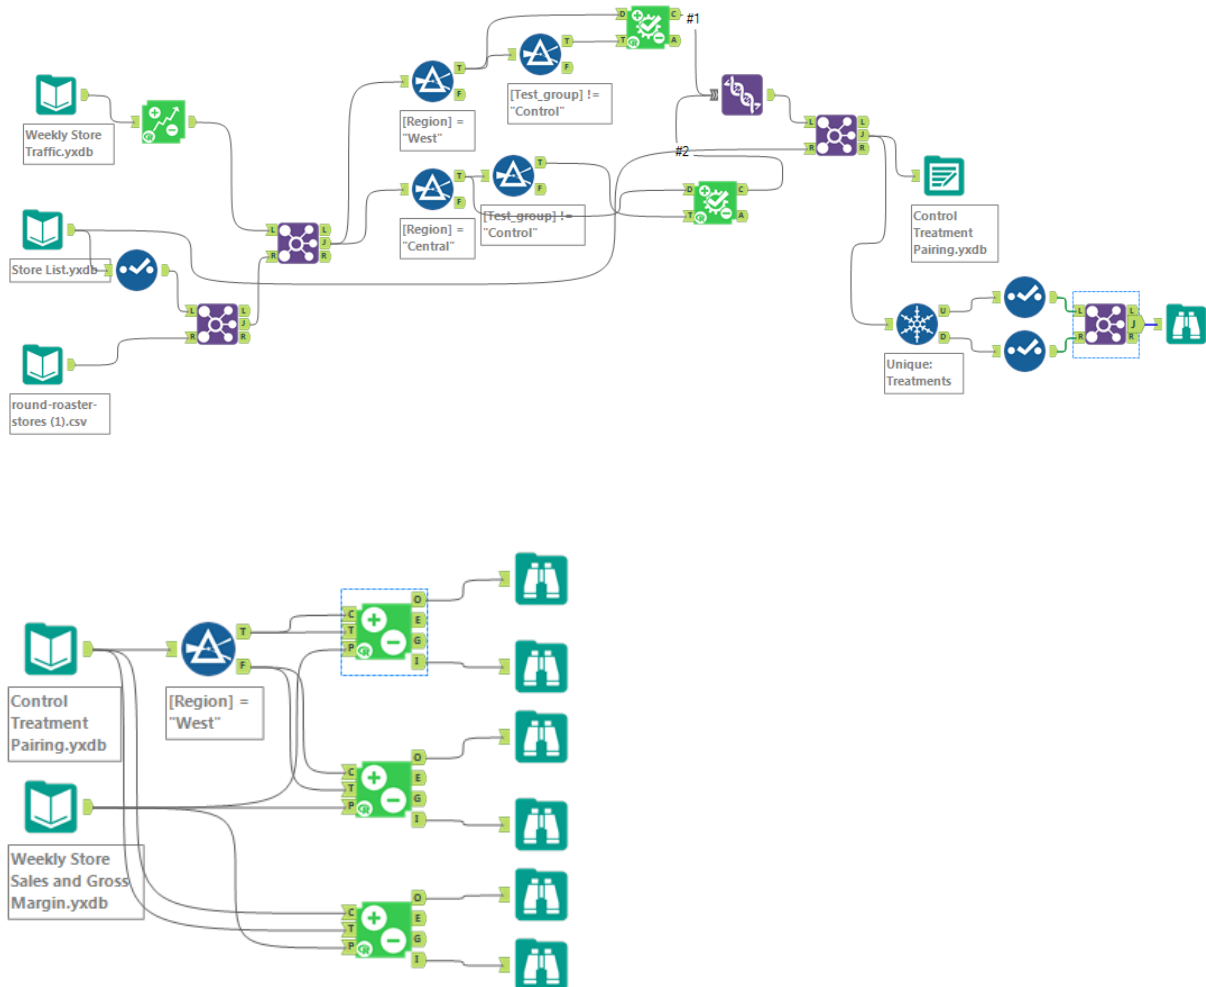 #1
[Test_group] !=
"Control"
[Region] =
"West"
Weekly Store
Traffic.yxdb
#2
[Test_group] !=
"Control"
[Region] =
"Central"
Control
Treatment
Pairing.yxdb
Store List.yxdb
Unique:
Treatments
round-roaster-
stores (1).csv
Control
Treatment
Pairing.yxdb
[Region] =
"West"
Weekly Store
Sales and Gross
Margin.yxdb
D
T
C
A
T
F
T
F
L
R
L
J
R
D
T
C
A
T
F
T
F
L
R
L
J
R
L
R
L
J
R
U
D
L
R
L
J
R
T
F
C
T
P
O
E
G
I
C
T
P
O
E
G
I
C
T
P
O
E
G
I